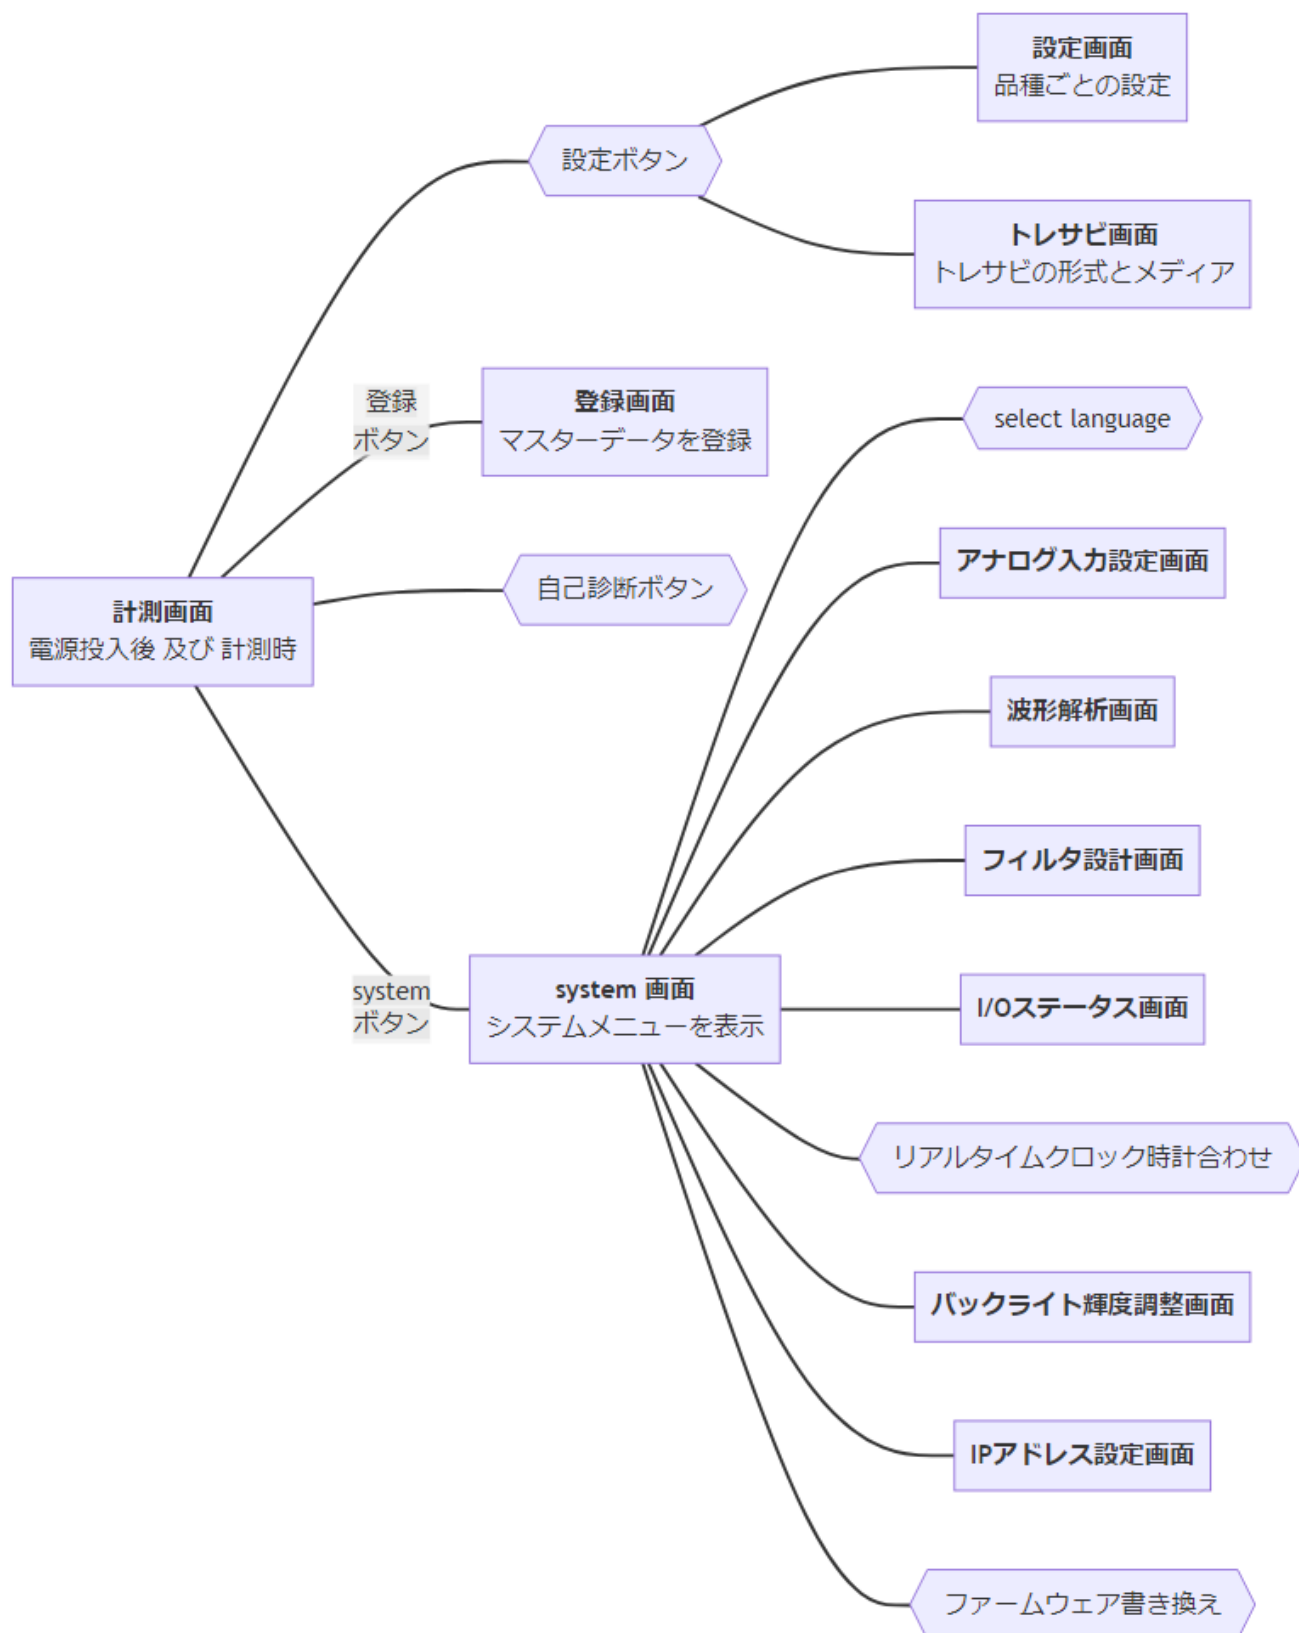 設定画面
品種ごとの設定
設定ボタン
トレサビ画面
トレサビの形式とメディア
登録
ボタン
登録画面
マスターデータを登録
select language
アナログ入力設定画面
自己診断ボタン
計測画面
電源投入後 及び 計測時
波形解析画面
フィルタ設計画面
system
ボタン
system 画面
システムメニューを表示
I/Oステータス画面
リアルタイムクロック時計合わせ
バックライト輝度調整画面
IPアドレス設定画面
ファームウェア書き換え